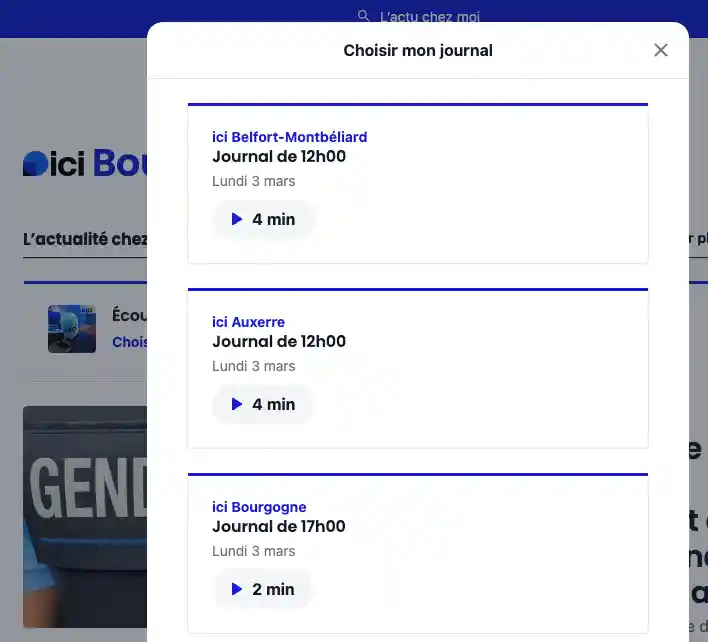 L'actu chez moi
Choisir mon journal
ici Belfort-Montbéliard
Journal de 12h00
Lundi 3 mars
4 min
ici Auxerre
Journal de 12h00
Lundi 3 mars
4 min
ici Bourgogne
Journal de 17h00
Lundi 3 mars
2 min
ici Bou
L'actualité chez
Écou
Chois
GEND